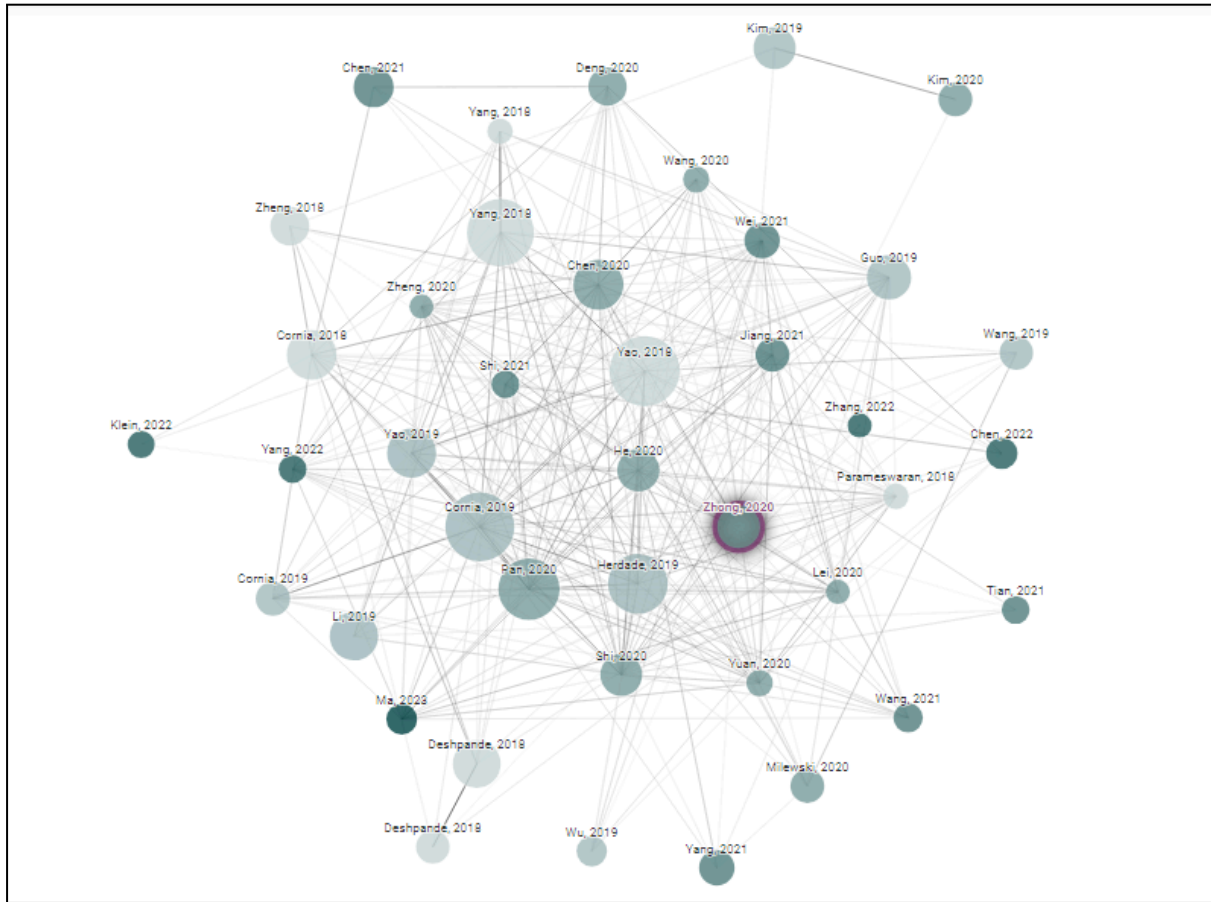 Kim, 2019
Chen, 2021
Deng, 2020
Kim, 2020
Yang, 2018
Wang, 2020
Zheng, 2018
Yang, 2018
Wei, 2021
Guo, 2019
Chen, 2020
Zheng, 2020
Cornia, 2018
Yao, 2018
Jiang, 2021
Wang, 2019
Shi, 2021
Zhang, 2022
Klein, 2022
Yang, 2022
Yao, 2019
He, 2020
Chen, 2022
Parameswaran, 2018
Cornia, 2019
Zhong, 2020
Pan, 2020
Herdade, 2019
Lei, 2020
Cornia, 2019
Tian, 2021
Li, 2019
Shi, 2020
Yuan, 2020
Ma, 2023
Wang, 2021
Deshpande, 2018
Milewski, 2020
Deshpande, 2018
Wu, 2019
Yang, 2021